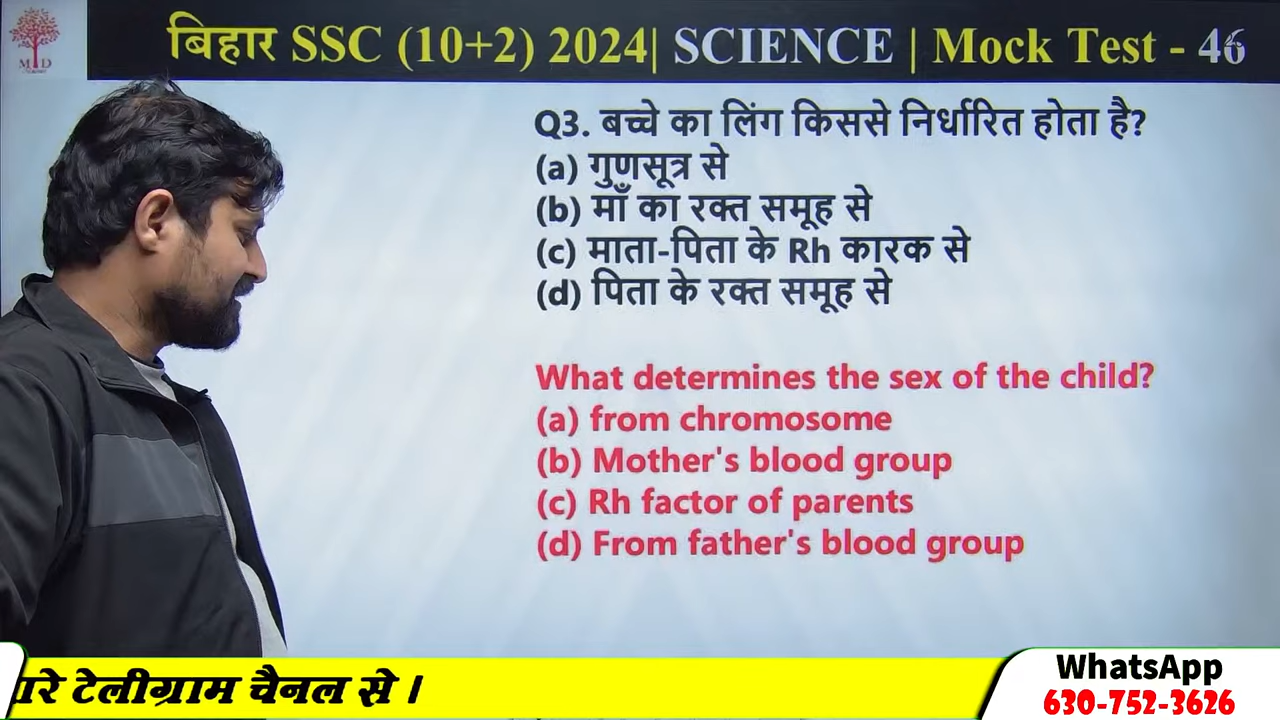 बिहार SSC (10+2) 2024| SCIENCE | Mock Test - 46
Q3. बच्चे का लिंग किससे निर्धारित होता है?
(a) गुणसूत्र से
(b) माँ का रक्त समूह से
(c) माता-पिता के Rh कारक से
(d) पिता के रक्त समूह से
What determines the sex of the child?
(a) from chromosome
(b) Mother's blood group
(c) Rh factor of parents
(d) From father's blood group
टेलीग्राम चैनल से ।
WhatsApp
630-752-3626